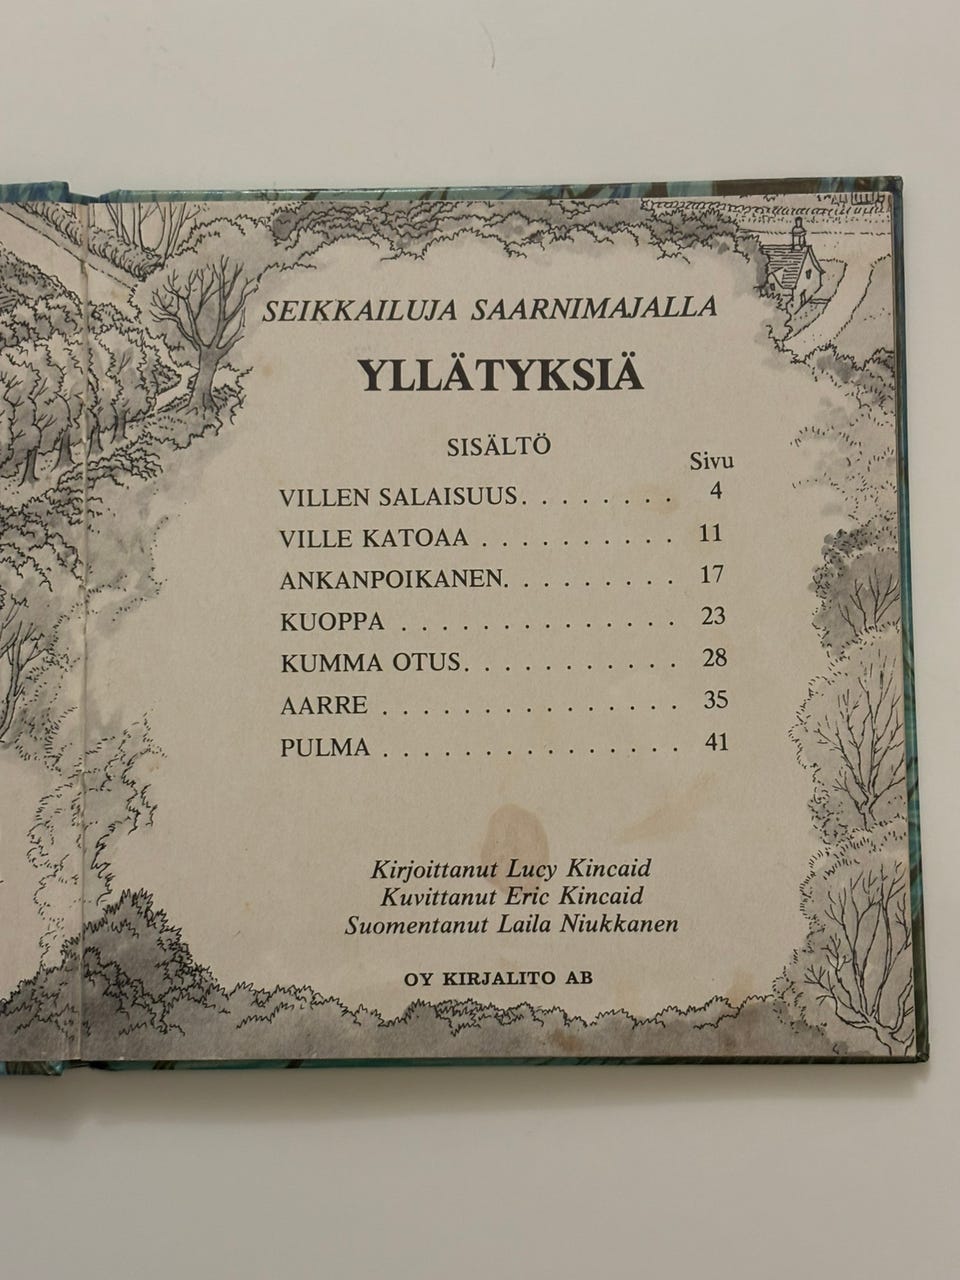 SEIKKAILUJA SAARNIMAJALLA
YLLÄTYKSIÄ
SISÄLTÖ
Sivu
VILLEN SALAISUUS. . . . . . . . 4
VILLE KATOAA . . . . . . . . . . 11
ANKANPOIKANEN. . . . . . . . . 17
KUOPPA . . . . . . . . . . . . . . 23
KUMMA OTUS. . . . . . . . . . . 28
AARRE . . . . . . . . . . . . . . . 35
PULMA . . . . . . . . . . . . . . . 41
Kirjoittanut Lucy Kincaid
Kuvittanut Eric Kincaid
Suomentanut Laila Niukkanen
OY KIRJALITO AB